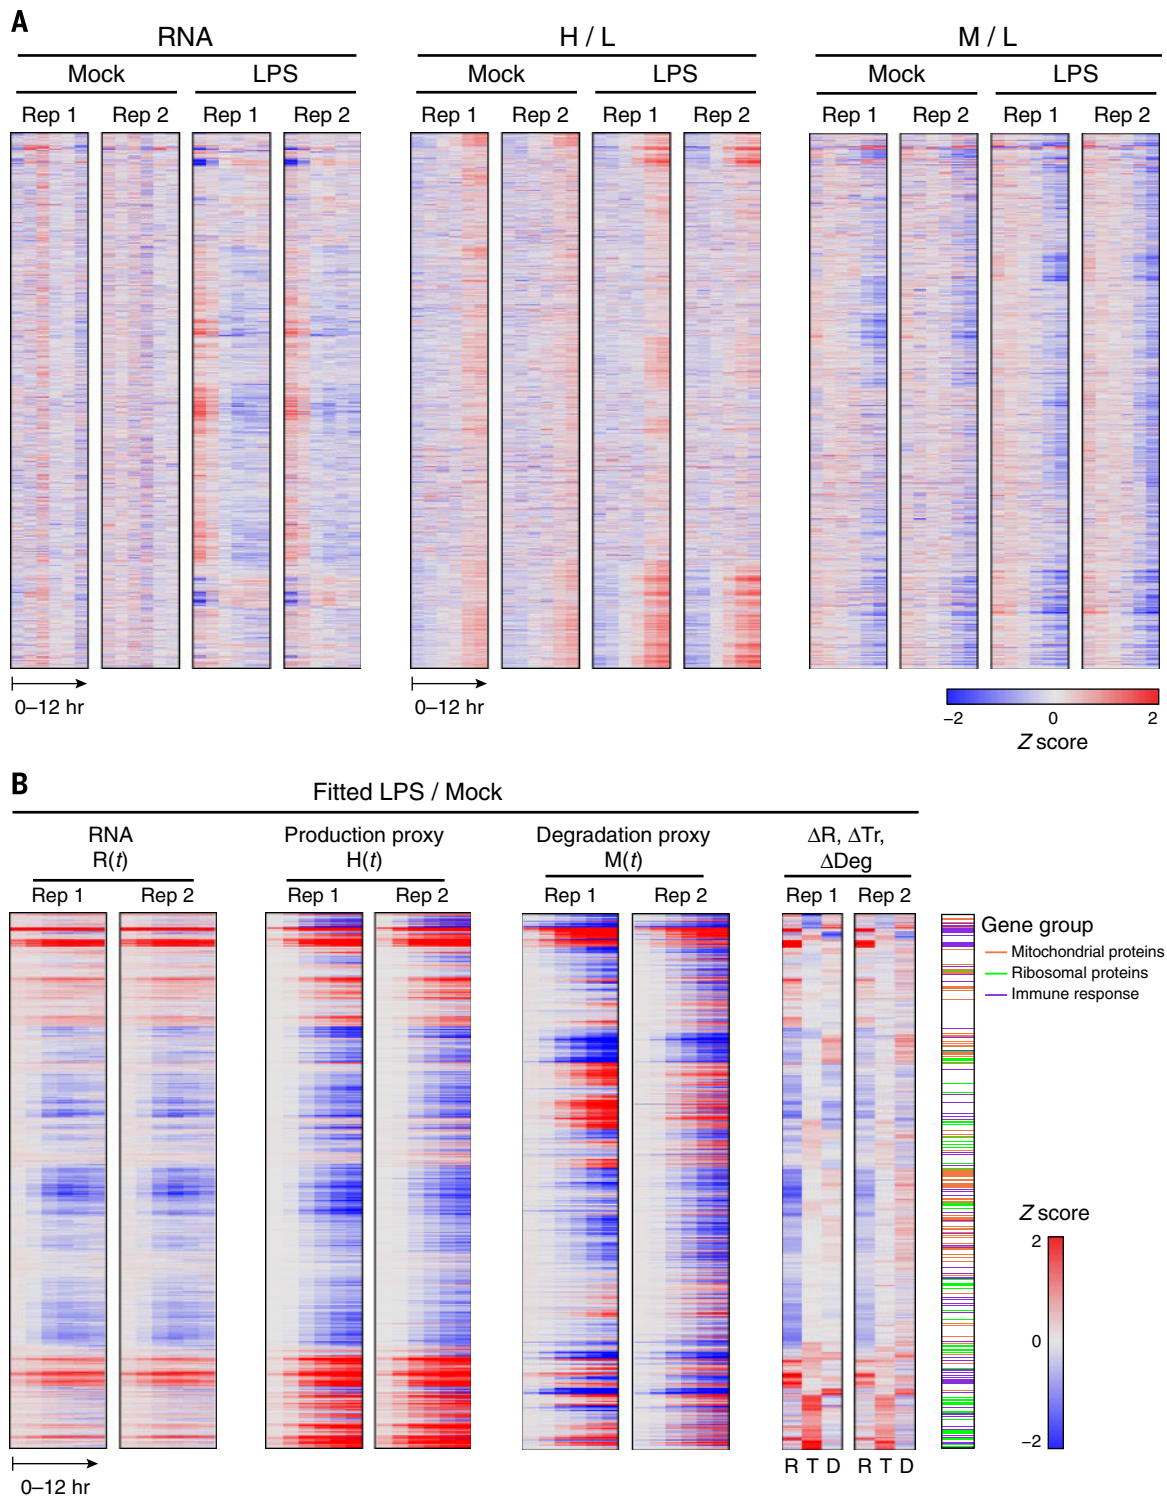 A
RNA H / L M / L
Mock LPS Mock LPS Mock LPS
Rep 1 Rep 2 Rep 1 Rep 2 Rep 1 Rep 2 Rep 1 Rep 2 Rep 1 Rep 2 Rep 1 Rep 2
0–12 hr 0–12 hr
−2 0 2
Z score
B
Fitted LPS / Mock
RNA Production proxy Degradation proxy ΔR, ΔTr,
R(t) H(t) M(t) ΔDeg
Rep 1 Rep 2 Rep 1 Rep 2 Rep 1 Rep 2 Rep 1 Rep 2
Gene group
Mitochondrial proteins
Ribosomal proteins
Immune response
Z score
2
0
−2
R T D R T D
0–12 hr